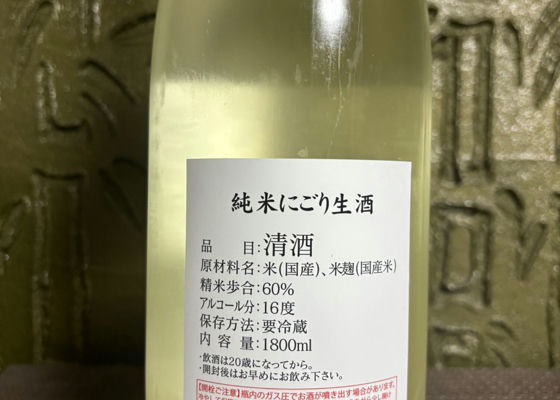 純米にごり生酒
品 目:清酒
原材料名:米(国産)、米麹(国産米)
精米歩合:60%
アルコール分:16度
保存方法:要冷蔵
内容量:1800ml
・飲酒は20歳になってから。
・開封後はお早めにお飲み下さい。
【開栓ご注意】瓶内のガス圧でお酒が噴き出す場合があります。